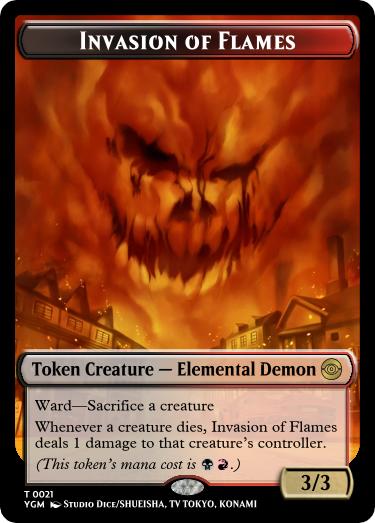 INVASION OF FLAMES
Token Creature — Elemental Demon
Ward—Sacrifice a creature
Whenever a creature dies, Invasion of Flames
deals 1 damage to that creature's controller.
(This token's mana cost is .)
3/3
T 0021
YGM STUDIO DICE/SHUEISHA, TV TOKYO, KONAMI